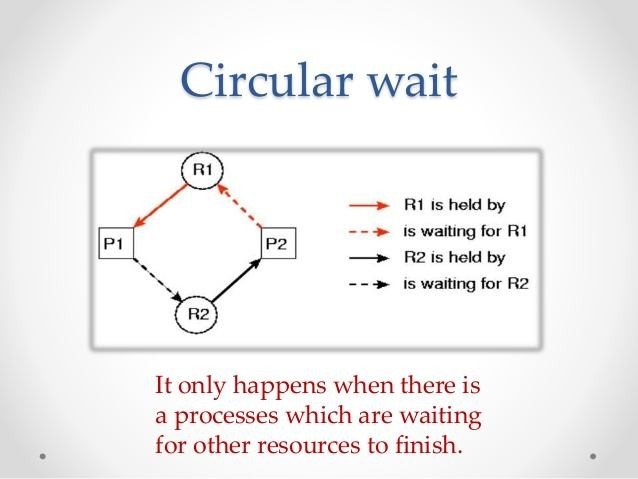 Circular wait
R1
P1
P2
R2
R1 is held by
is waiting for R1
R2 is held by
is waiting for R2
It only happens when there is
a processes which are waiting
for other resources to finish.